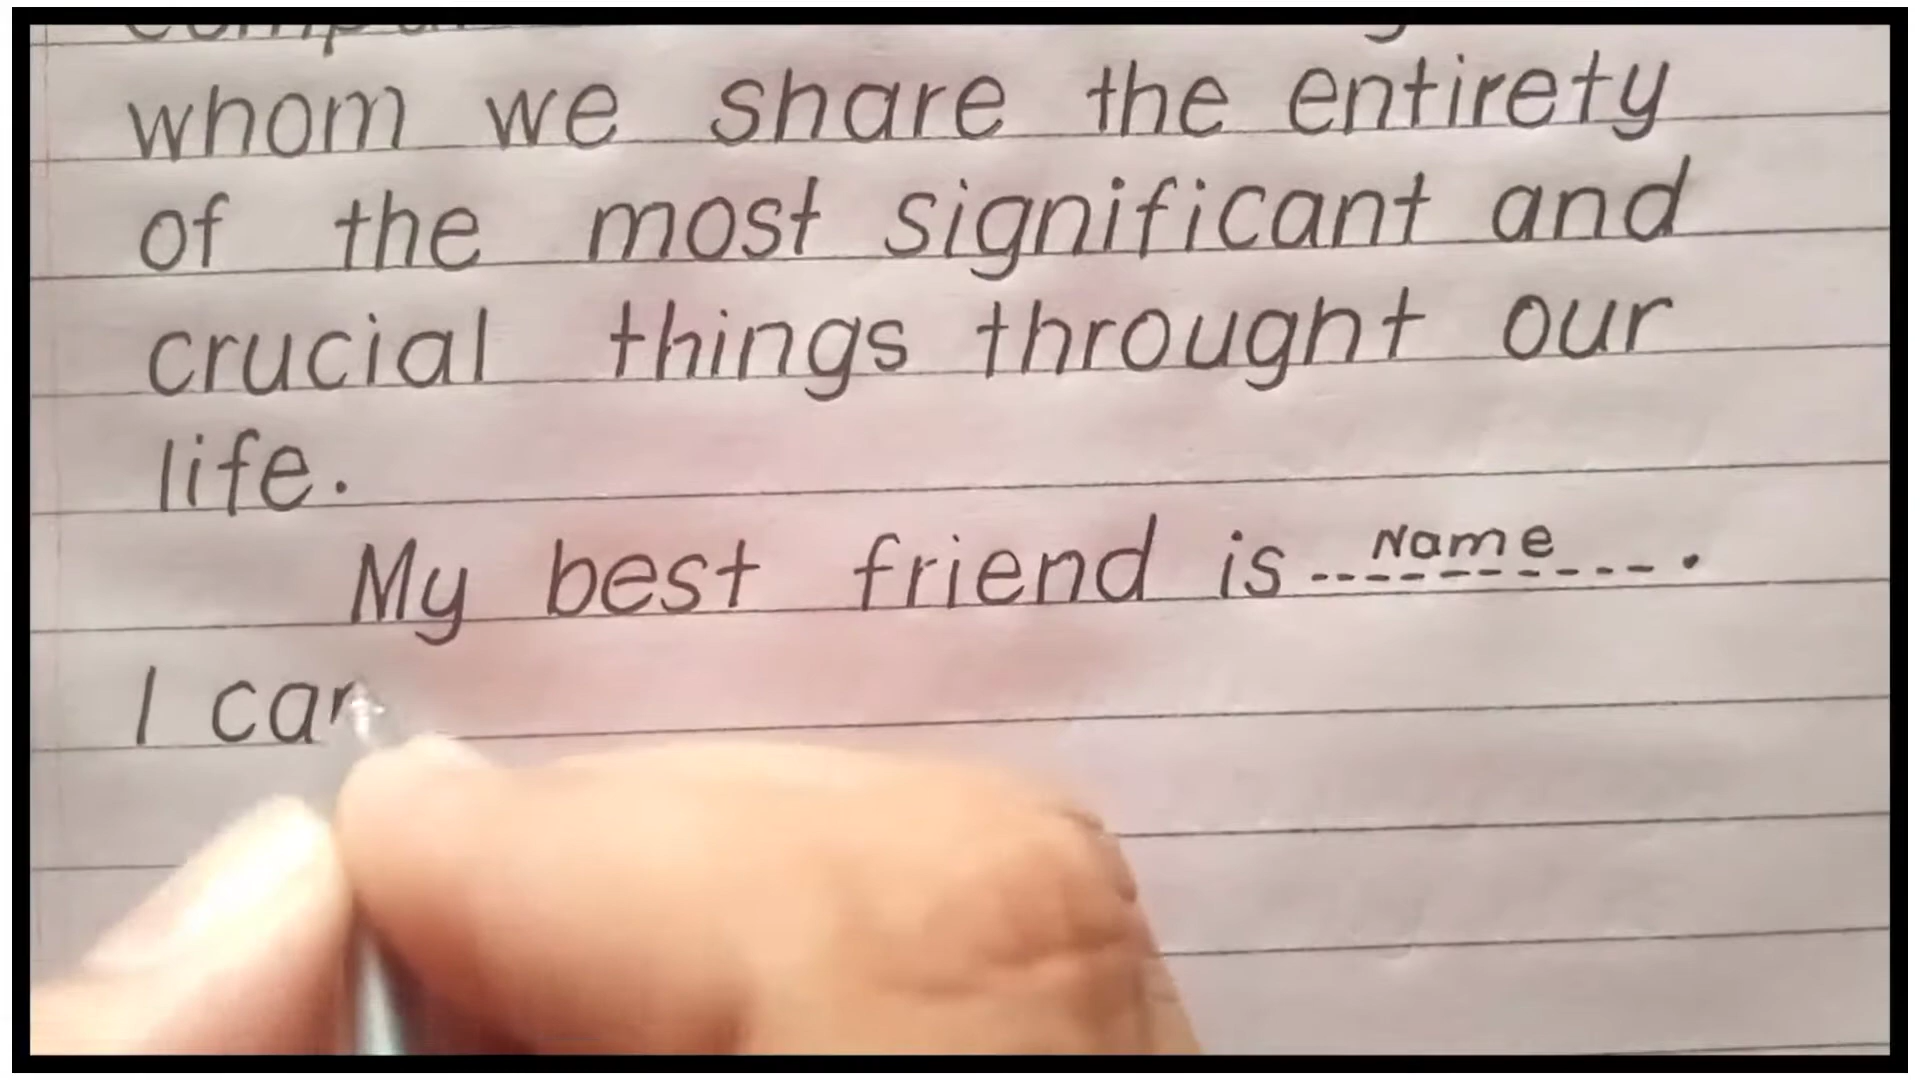 whom we share the entirety
of the most significant and
crucial things throught our
life.
My best friend is ---Name---.
I can